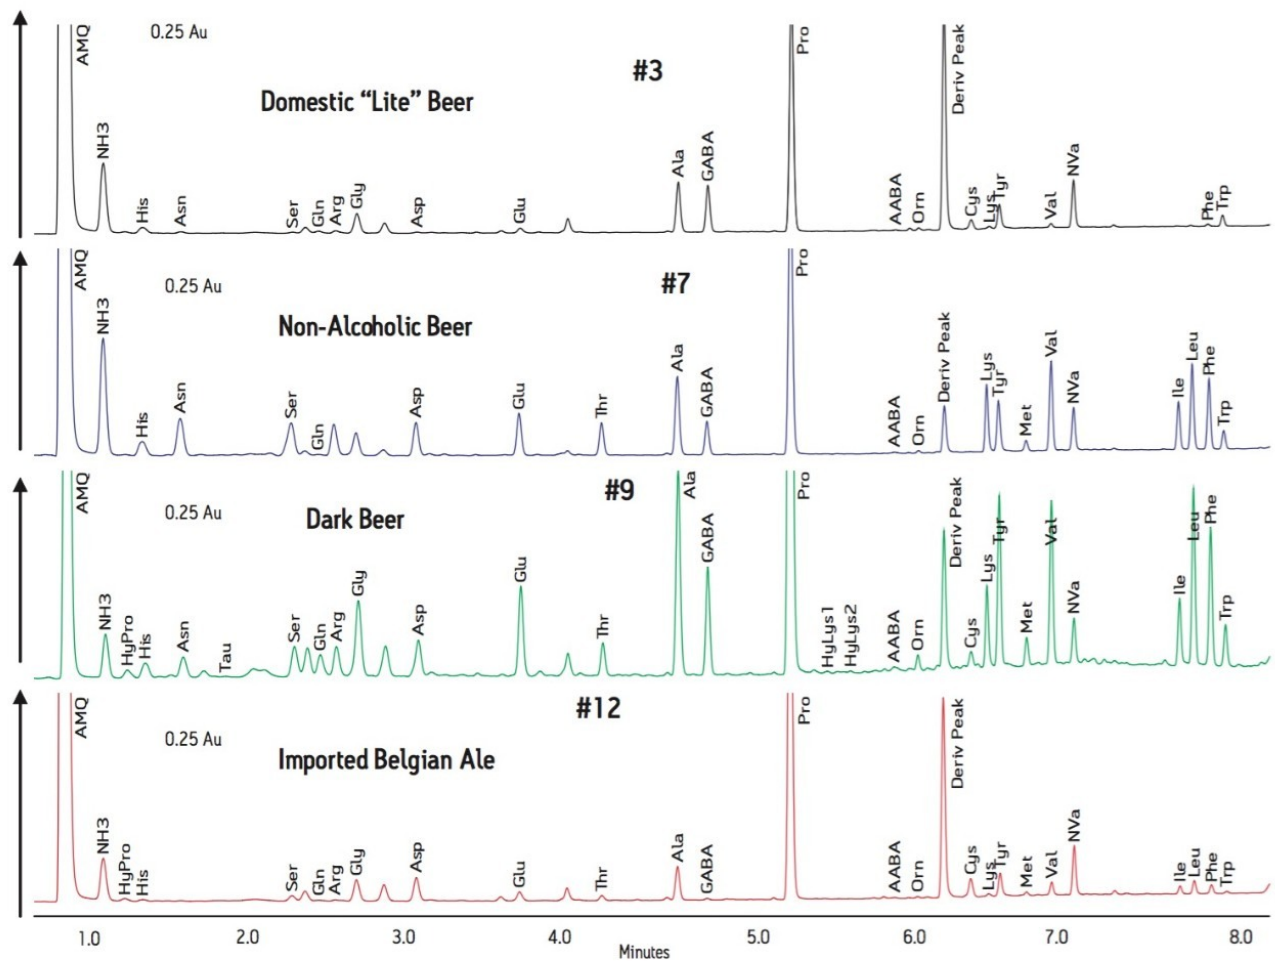 0.25 Au
#3
Domestic “Lite” Beer
AMQ
NH3
His
Asn
Ser
Gln
Arg
Gly
Asp
Glu
Ala
GABA
Pro
AABA
Orn
Deriv Peak
Cys
Lys
Tyr
Val
NVa
Phe
Trp
0.25 Au
#7
Non-Alcoholic Beer
AMQ
NH3
His
Asn
Ser
Gln
Asp
Glu
Thr
Ala
GABA
Pro
AABA
Orn
Deriv Peak
Lys
Tyr
Met
Val
NVa
Ile
Leu
Phe
Trp
0.25 Au
#9
Dark Beer
AMQ
NH3
HyPro
His
Asn
Tau
Ser
Gln
Arg
Gly
Asp
Glu
Thr
Ala
GABA
Pro
HyLys1
HyLys2
AABA
Orn
Deriv Peak
Cys
Lys
Tyr
Met
Val
NVa
Ile
Leu
Phe
Trp
0.25 Au
#12
Imported Belgian Ale
AMQ
NH3
HyPro
His
Ser
Gln
Arg
Gly
Asp
Glu
Thr
Ala
GABA
Pro
AABA
Orn
Deriv Peak
Cys
Lys
Tyr
Met
Val
NVa
Ile
Leu
Phe
Trp
1.0 2.0 3.0 4.0 5.0 6.0 7.0 8.0
Minutes